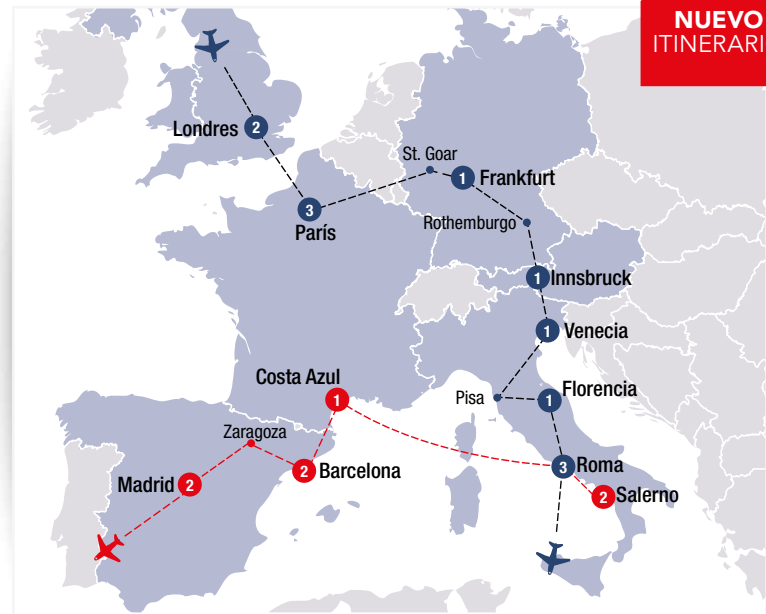 NUEVO
ITINERARI
Londres 2
St. Goar
1 Frankfurt
3
París
Rothemburgo
1 Innsbruck
1 Venecia
Costa Azul
1
Pisa
Florencia
1
Zaragoza
3 Roma
2 Barcelona
Madrid 2
2 Salerno